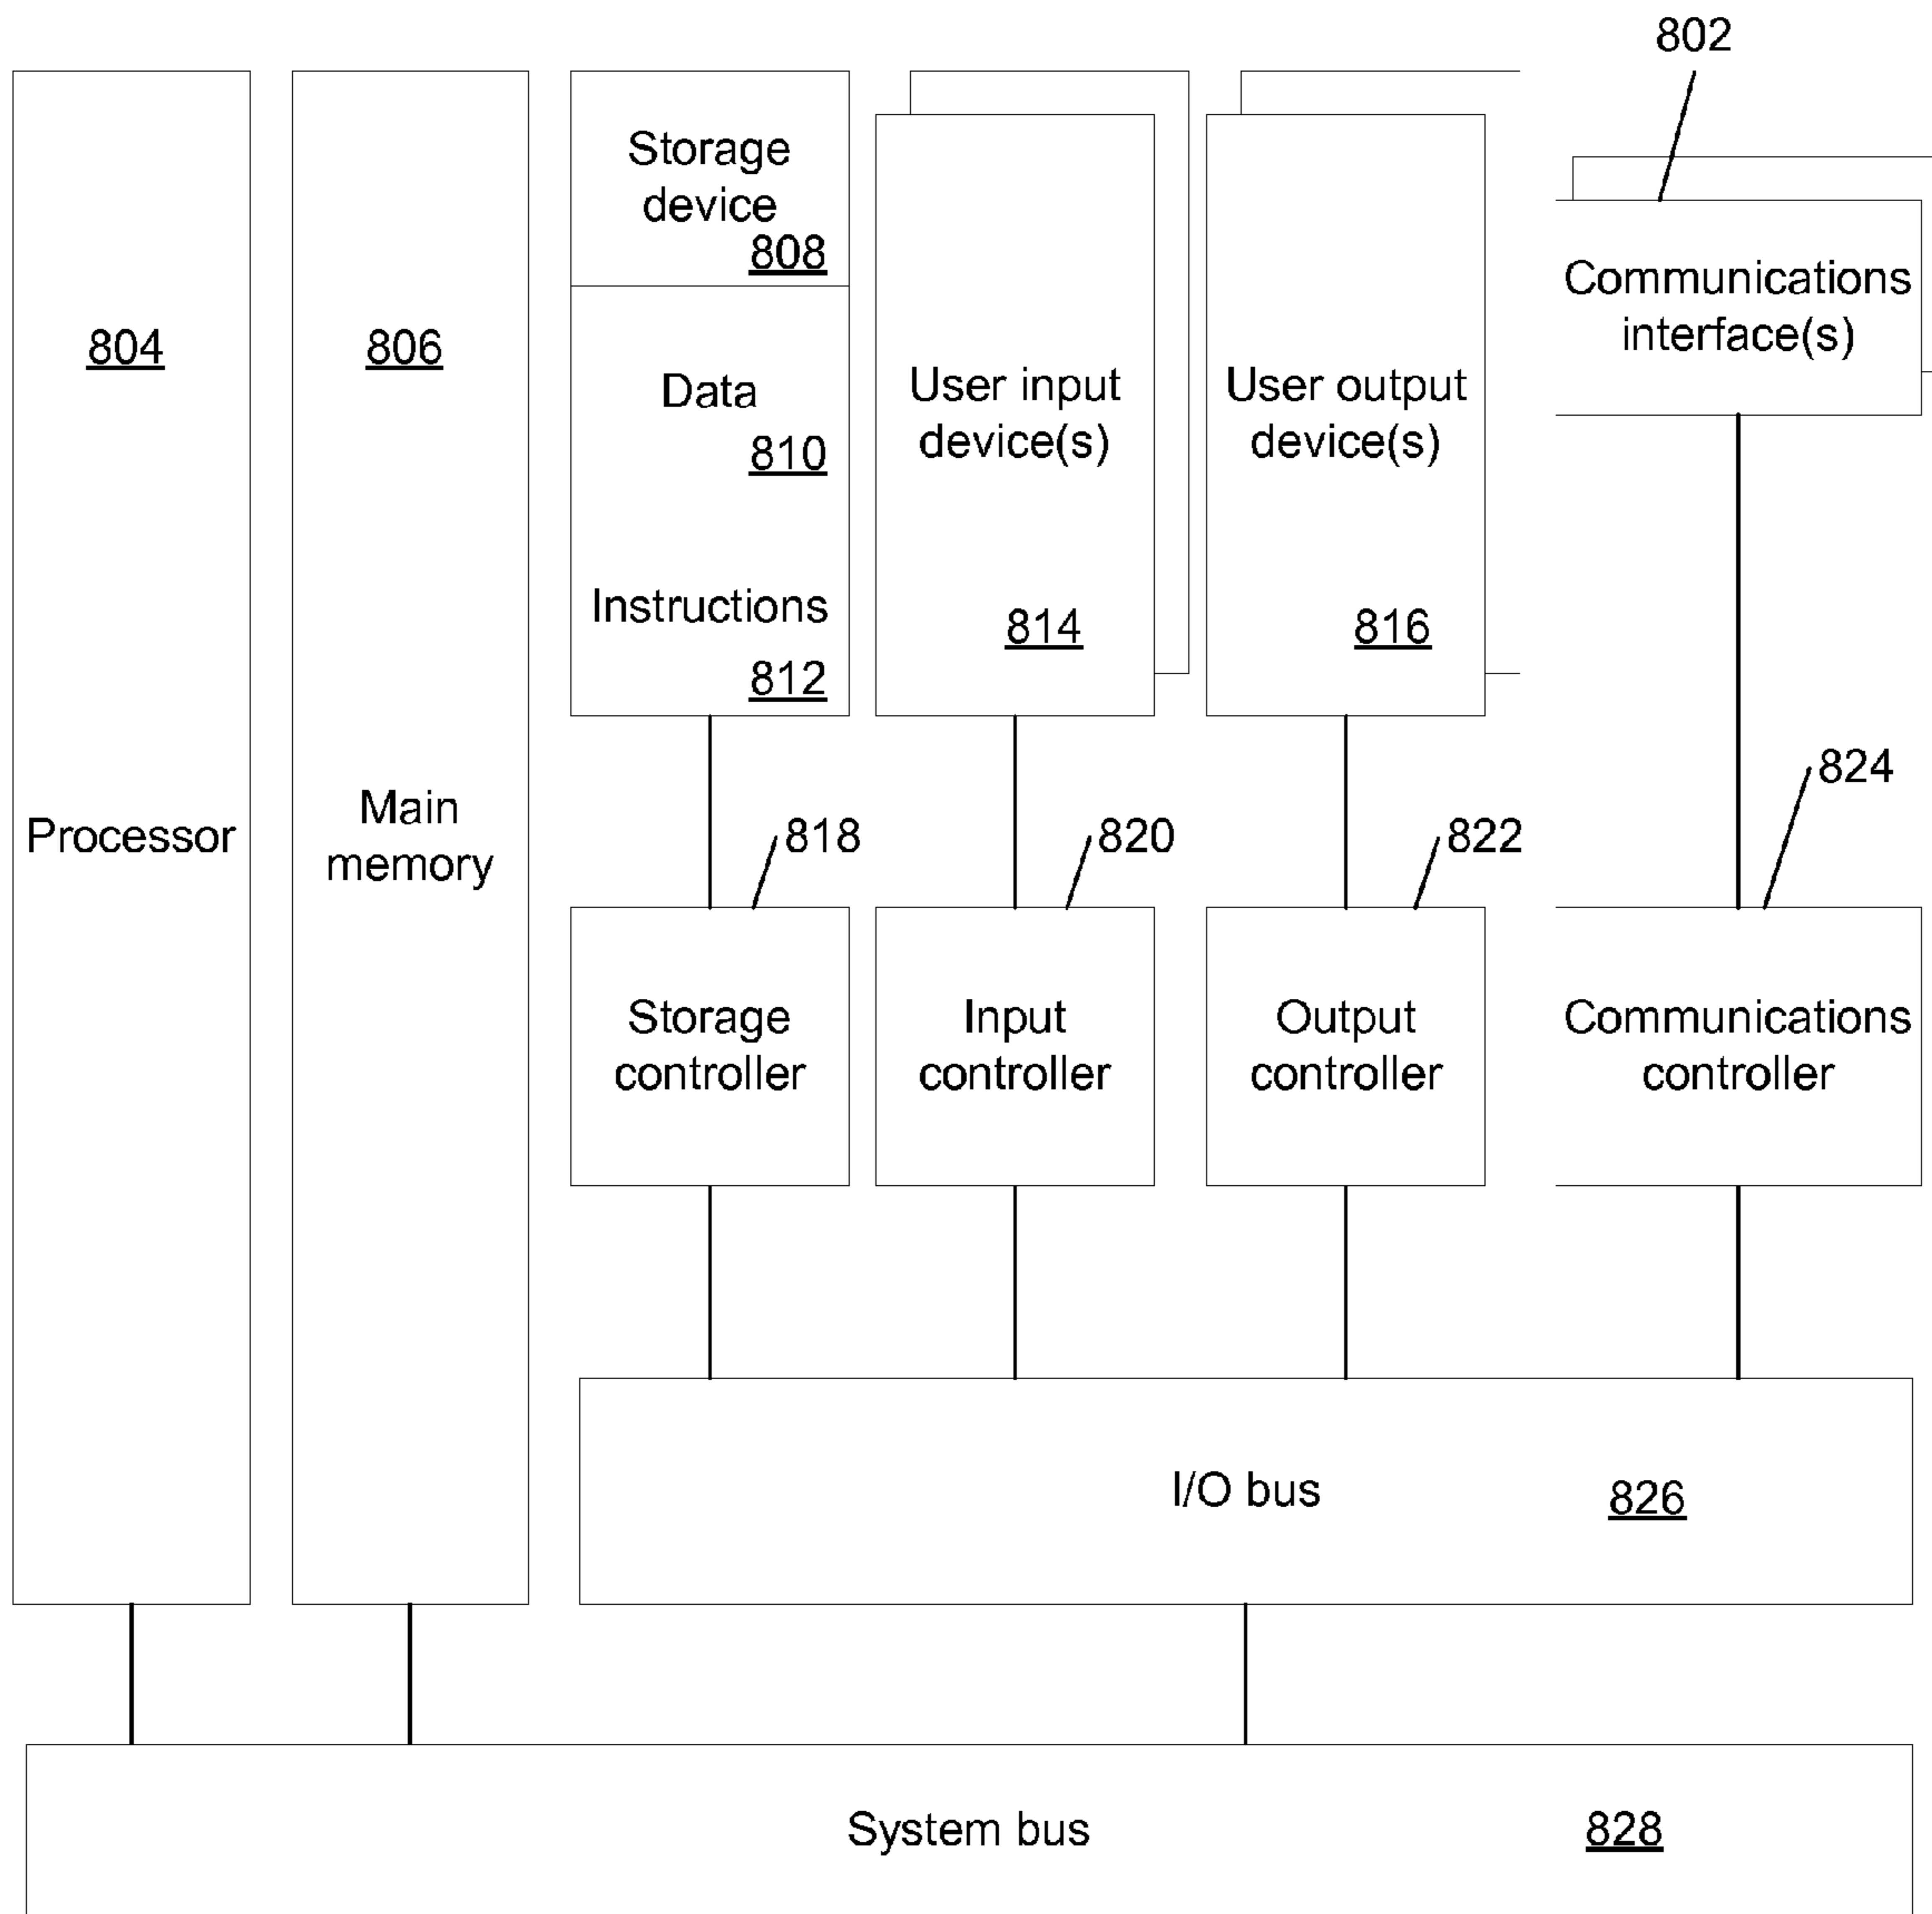 802
Storage
device
808
Communications
interface(s)
804
806
Data
810
User input
device(s)
User output
device(s)
Instructions
812
814
816
Processor
Main
memory
818
820
822
824
Storage
controller
Input
controller
Output
controller
Communications
controller
I/O bus
826
System bus
828